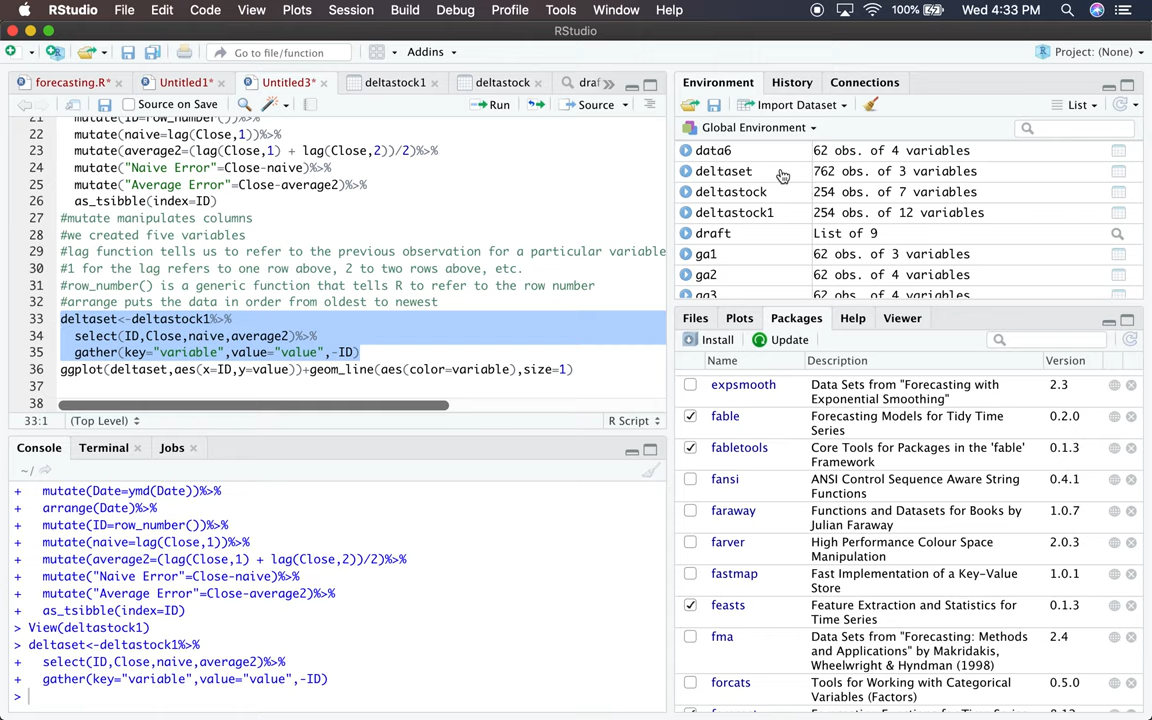 RStudio File Edit Code View Plots Session Build Debug Profile Tools Window Help 100% Wed 4:33 PM
RStudio
Go to file/function Addins Project: (None)
forecasting.R* Untitled1* Untitled3* deltastock1 deltastock draf
Source on Save Run Source
21 mutate(ID=row_number())%>%
22 mutate(naive=lag(Close,1))%>%
23 mutate(average2=(lag(Close,1) + lag(Close,2))/2)%>%
24 mutate("Naive Error"=Close-naive)%>%
25 mutate("Average Error"=Close-average2)%>%
26 as_tsibble(index=ID)
27 #mutate manipulates columns
28 #we created five variables
29 #lag function tells us to refer to the previous observation for a particular variable
30 #1 for the lag refers to one row above, 2 to two rows above, etc.
31 #row_number() is a generic function that tells R to refer to the row number
32 #arrange puts the data in order from oldest to newest
33 deltaset<-deltastock1%>%
34 select(ID,Close,naive,average2)%>%
35 gather(key="variable",value="value",-ID)
36 ggplot(deltaset,aes(x=ID,y=value))+geom_line(aes(color=variable),size=1)
37
38
33:1 (Top Level) R Script
Console Terminal Jobs
~/
+ mutate(Date=ymd(Date))%>%
+ arrange(Date)%>%
+ mutate(ID=row_number())%>%
+ mutate(naive=lag(Close,1))%>%
+ mutate(average2=(lag(Close,1) + lag(Close,2))/2)%>%
+ mutate("Naive Error"=Close-naive)%>%
+ mutate("Average Error"=Close-average2)%>%
+ as_tsibble(index=ID)
> View(deltastock1)
> deltaset<-deltastock1%>%
+ select(ID,Close,naive,average2)%>%
+ gather(key="variable",value="value",-ID)
>
Environment History Connections
Import Dataset List
Global Environment
data6 62 obs. of 4 variables
deltaset 762 obs. of 3 variables
deltastock 254 obs. of 7 variables
deltastock1 254 obs. of 12 variables
draft List of 9
ga1 62 obs. of 3 variables
ga2 62 obs. of 4 variables
ga3 62 obs. of 4 variables
Files Plots Packages Help Viewer
Install Update
Name Description Version
expsmooth Data Sets from "Forecasting with 2.3
Exponential Smoothing"
fable Forecasting Models for Tidy Time 0.2.0
Series
fabletools Core Tools for Packages in the 'fable' 0.1.3
Framework
fansi ANSI Control Sequence Aware String 0.4.1
Functions
faraway Functions and Datasets for Books by 1.0.7
Julian Faraway
farver High Performance Colour Space 2.0.3
Manipulation
fastmap Fast Implementation of a Key-Value 1.0.1
Store
feasts Feature Extraction and Statistics for 0.1.3
Time Series
fma Data Sets from "Forecasting: Methods 2.4
and Applications" by Makridakis,
Wheelwright & Hyndman (1998)
forcats Tools for Working with Categorical 0.5.0
Variables (Factors)